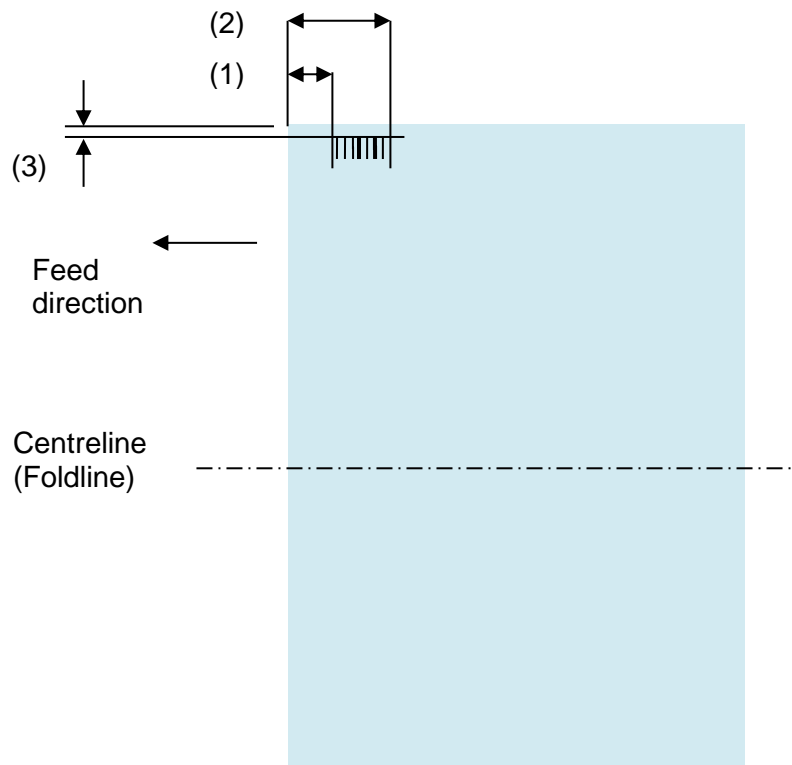 (2)
(1)
(3)
Feed
direction
Centreline
(Foldline)